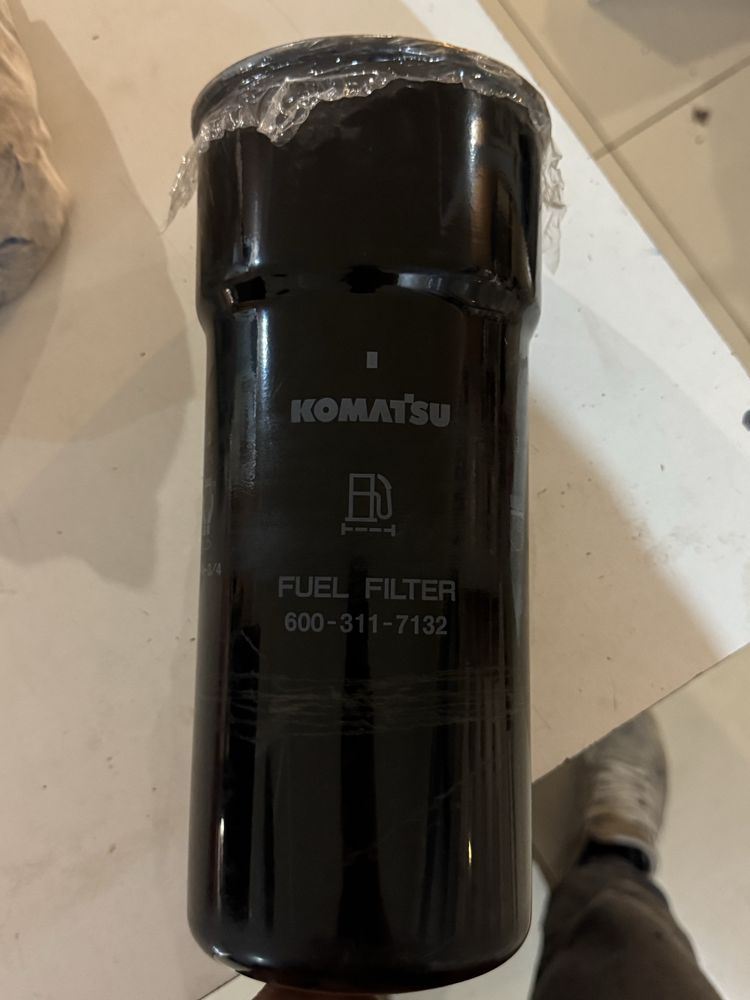 KOMATSU
FUEL FILTER
600-311-7132